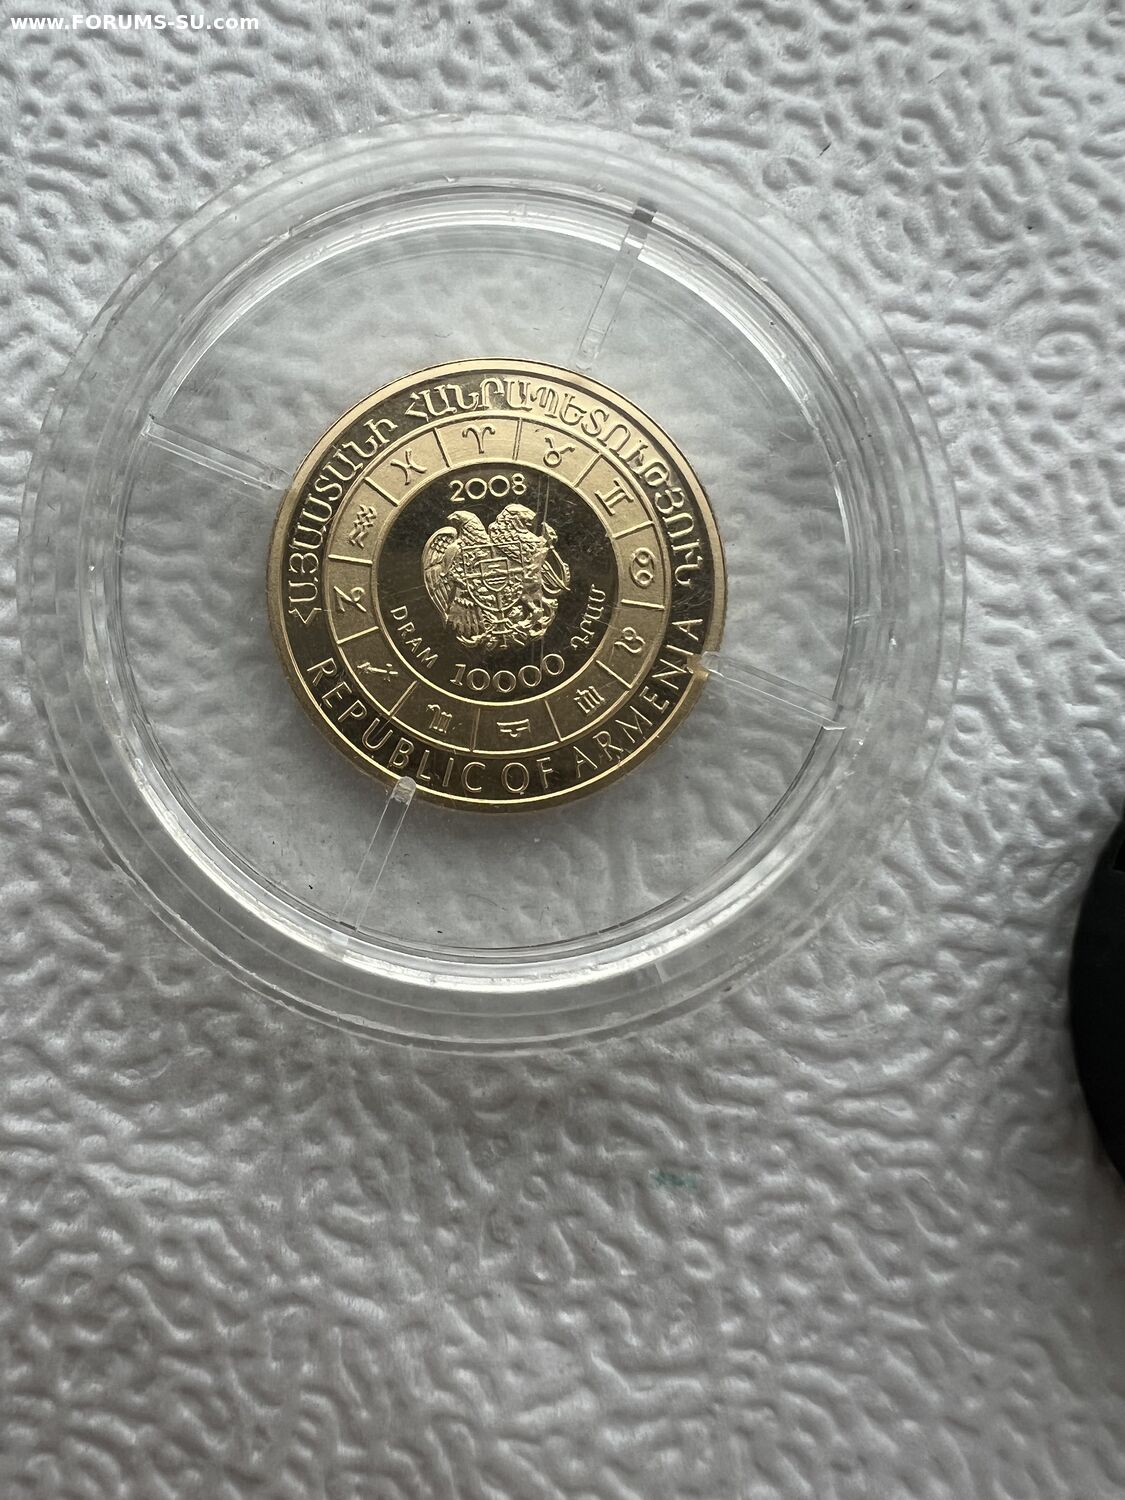 www.FORUMS-SU.com
ՀԱՅԱՍՏԱՆԻ ՀԱՆՐԱՊԵՏՈՒԹՅՈՒՆ
2008
DRAM 10000 ԴՐԱՄ
REPUBLIC OF ARMENIA